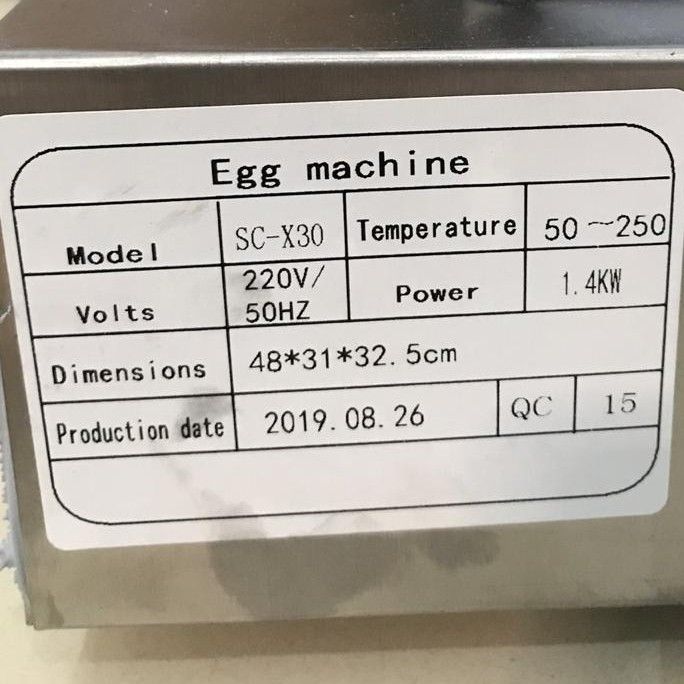 Egg machine
Model SC-X30 Temperature 50~250
Volts 220V/ 50HZ Power 1.4KW
Dimensions 48*31*32.5cm
Production date 2019.08.26 QC 15